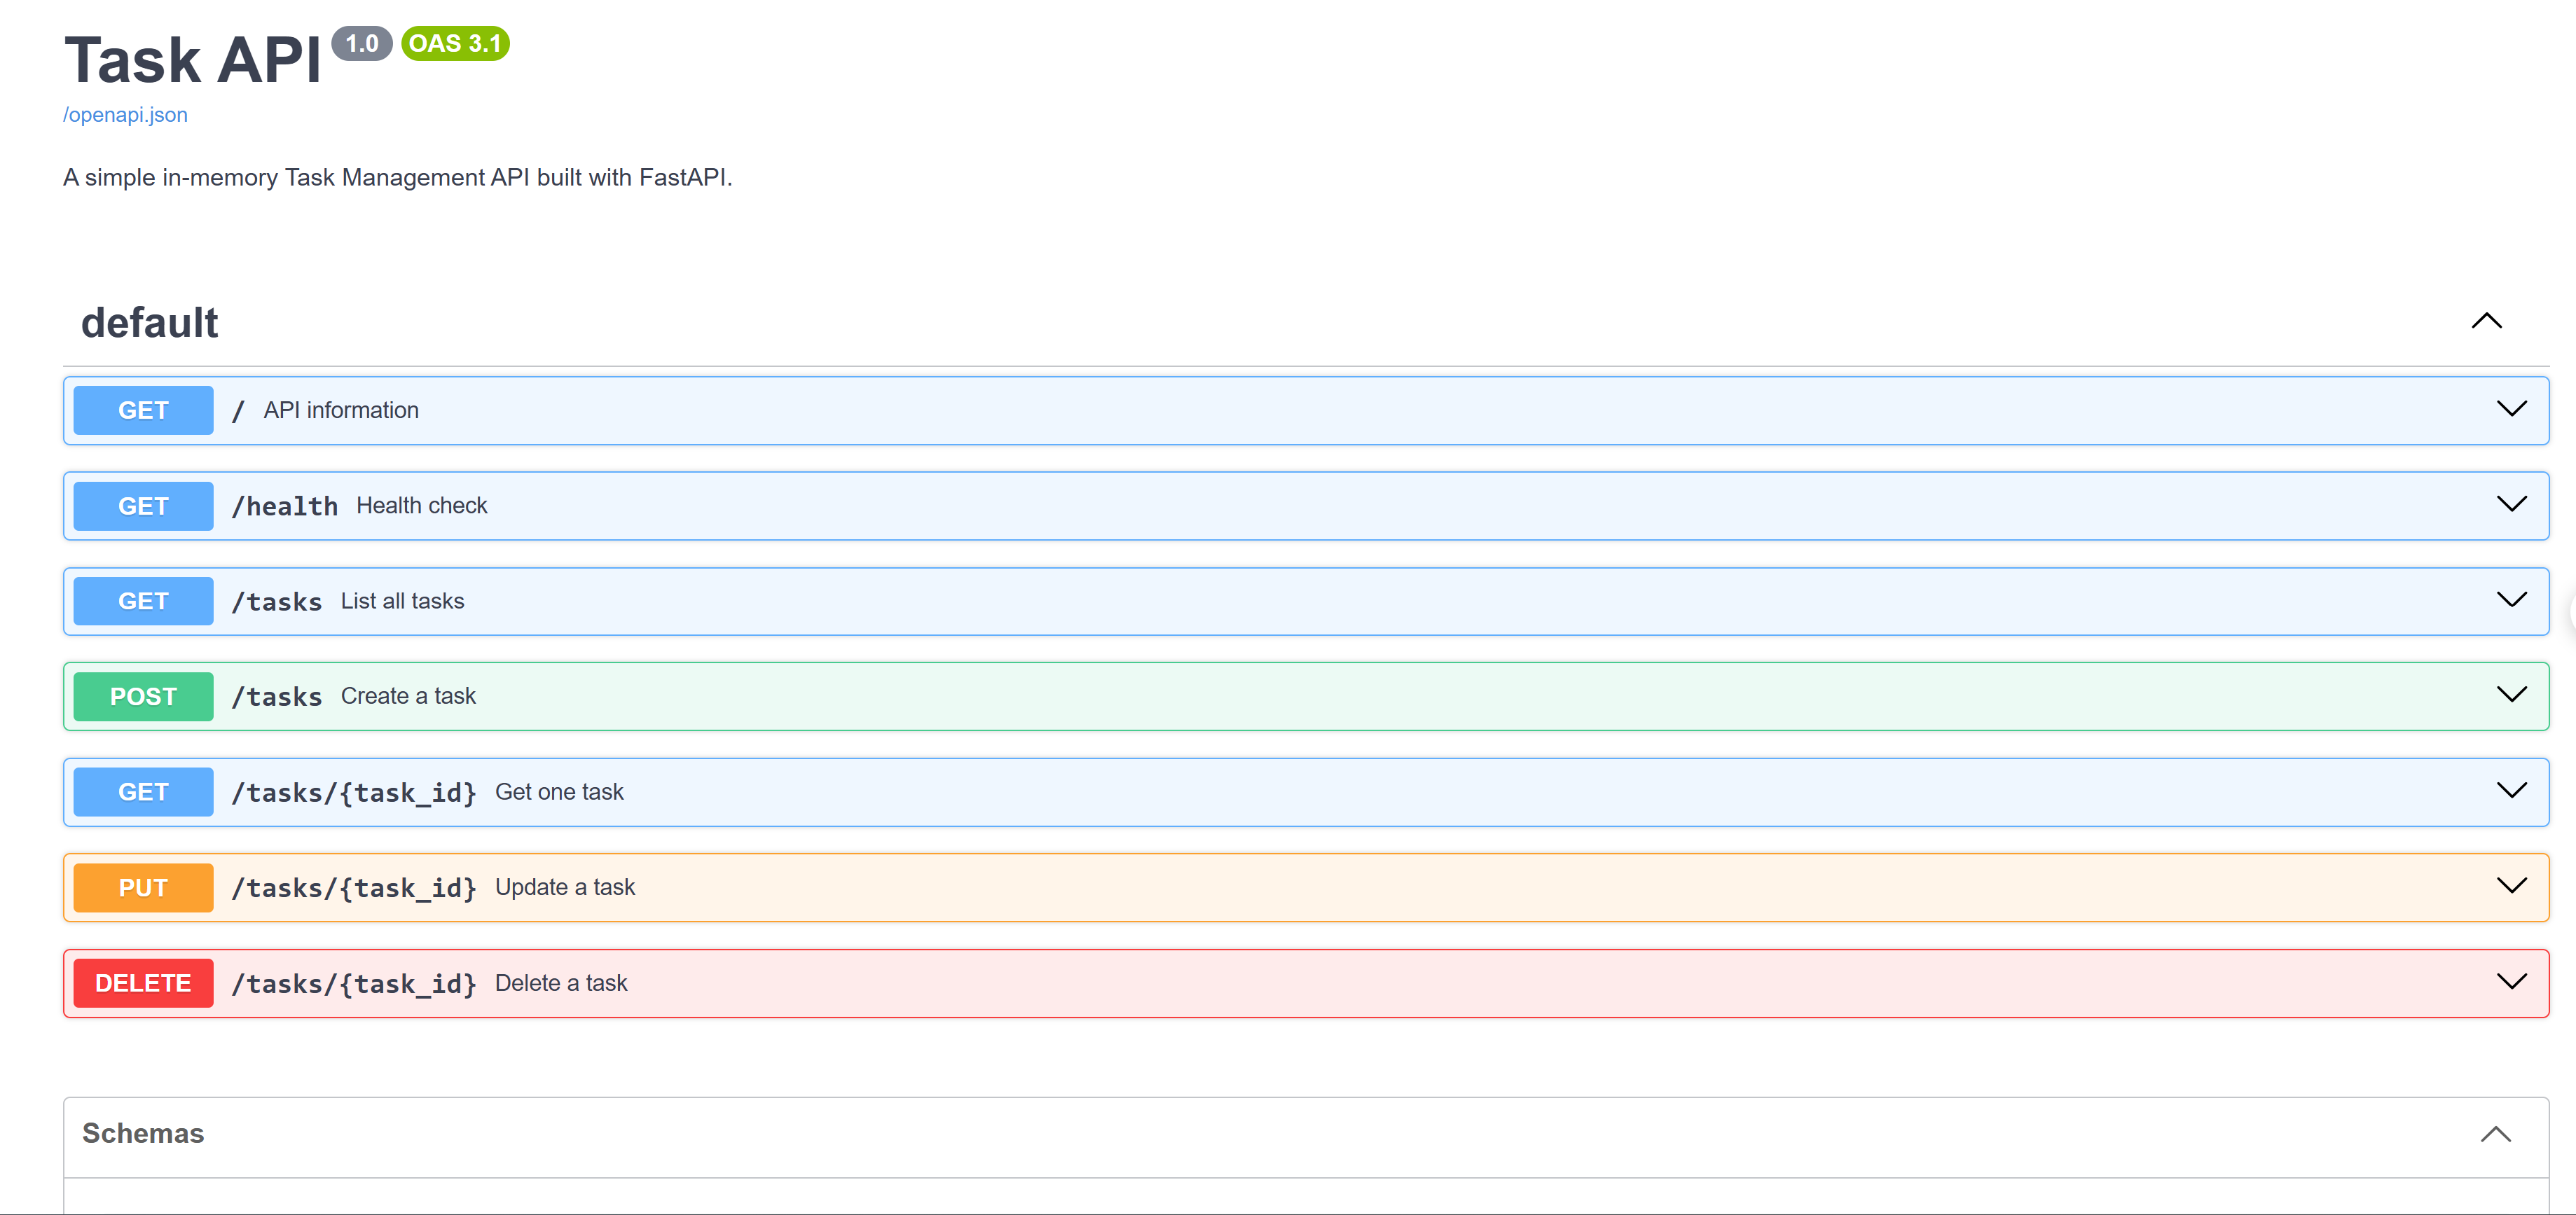 Task API 1.0 OAS 3.1
/openapi.json
A simple in-memory Task Management API built with FastAPI.
default
GET / API information
GET /health Health check
GET /tasks List all tasks
POST /tasks Create a task
GET /tasks/{task_id} Get one task
PUT /tasks/{task_id} Update a task
DELETE /tasks/{task_id} Delete a task
Schemas